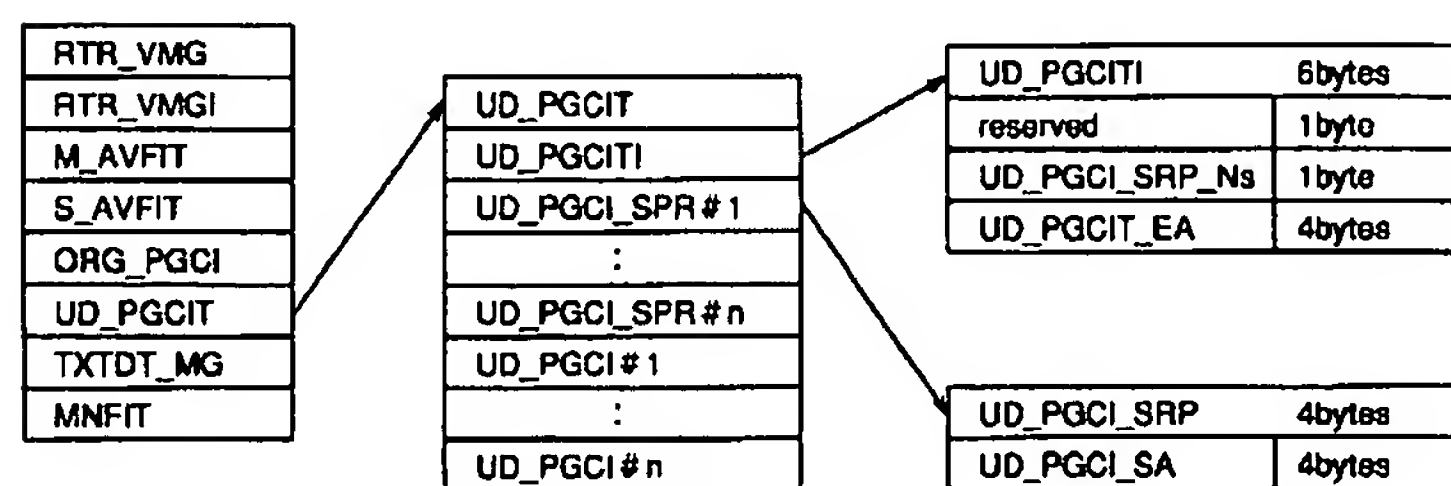 RTR_VMG
RTR_VMGI
M_AVFIT
S_AVFIT
ORG_PGCI
UD_PGCIT
TXTDT_MG
MNFIT
UD_PGCIT
UD_PGCITI
UD_PGCI_SPR#1
:
UD_PGCI_SPR#n
UD_PGCI#1
:
UD_PGCI#n
UD_PGCITI 6bytes
reserved 1byte
UD_PGCI_SRP_Ns 1byte
UD_PGCIT_EA 4bytes
UD_PGCI_SRP 4bytes
UD_PGCI_SA 4bytes